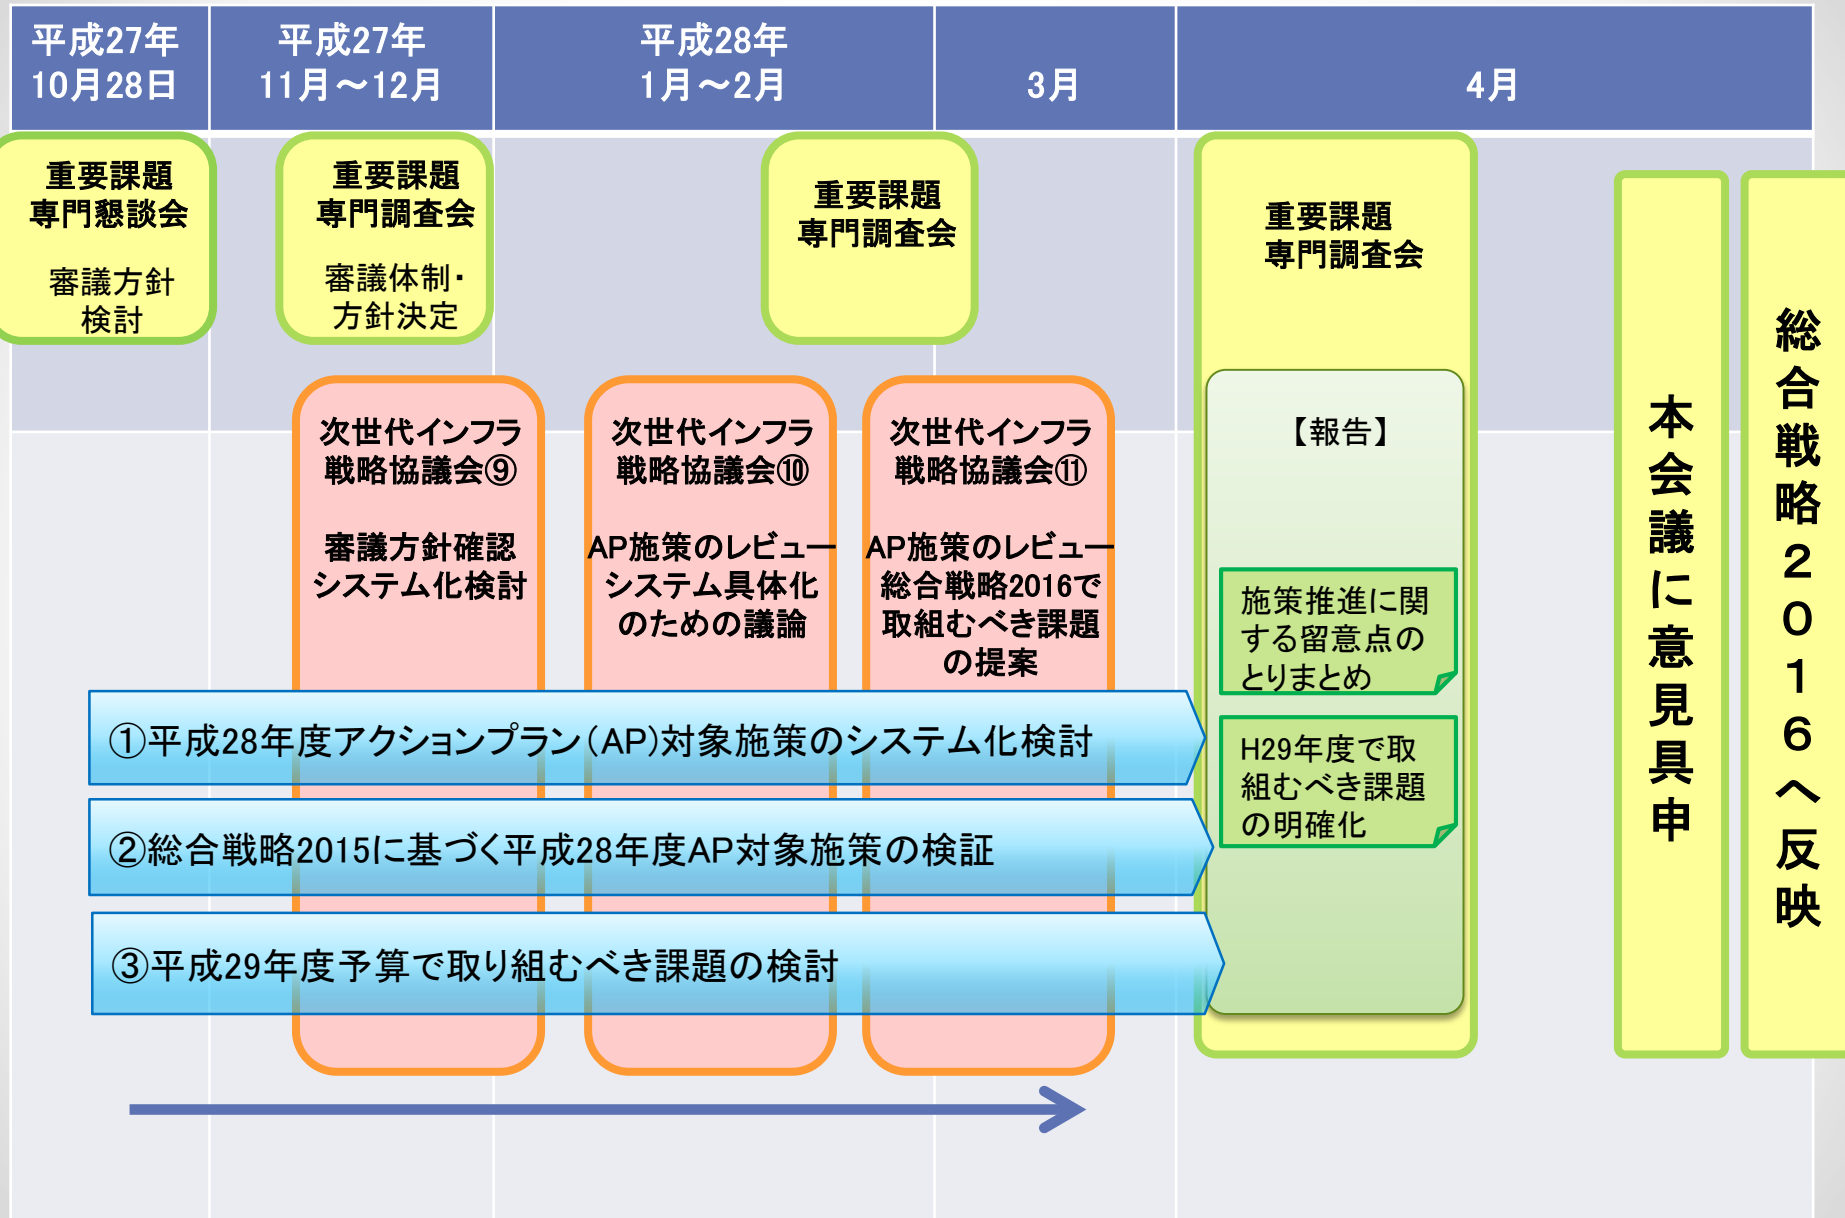 平成27年
10月28日
平成27年
11月～12月
平成28年
1月～2月
3月
4月
重要課題
専門懇談会
審議方針
検討
重要課題
専門調査会
審議体制・
方針決定
重要課題
専門調査会
重要課題
専門調査会
次世代インフラ
戦略協議会⑨
審議方針確認
システム化検討
次世代インフラ
戦略協議会⑩
AP施策のレビュー
システム具体化
のための議論
次世代インフラ
戦略協議会⑪
AP施策のレビュー
総合戦略2016で
取組むべき課題
の提案
【報告】
施策推進に関
する留意点の
とりまとめ
H29年度で取
組むべき課題
の明確化
①平成28年度アクションプラン（AP)対象施策のシステム化検討
②総合戦略2015に基づく平成28年度AP対象施策の検証
③平成29年度予算で取り組むべき課題の検討
本会議に意見具申
総合戦略２０１６へ反映